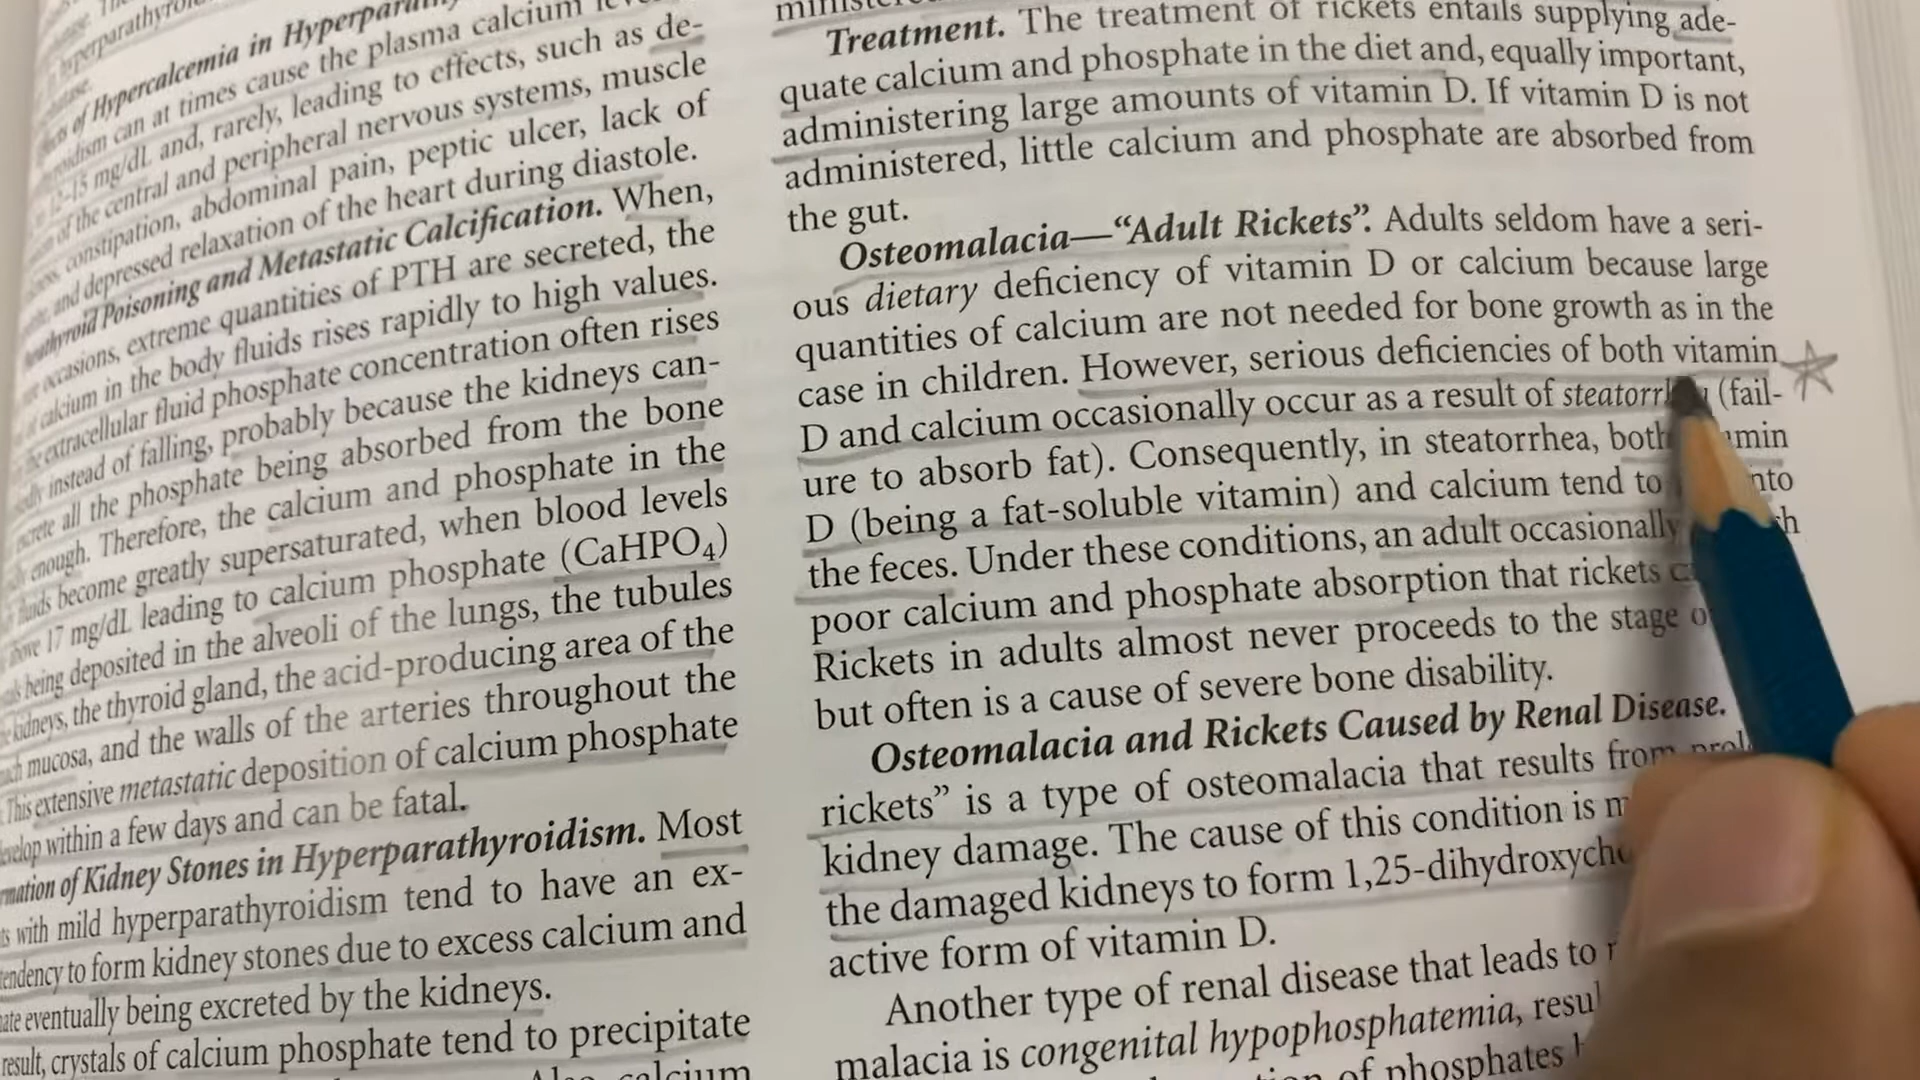 of Hypercalcemia in
can at times cause the plasma calcium
12-15 mg/dL and, rarely, leading to effects, such as de-
of the central and peripheral nervous systems, muscle
constipation, abdominal pain, peptic ulcer, lack of
and depressed relaxation of the heart during diastole.
Poisoning and Metastatic Calcification. When,
occasions, extreme quantities of PTH are secreted, the
calcium in the body fluids rises rapidly to high values.
extracellular fluid phosphate concentration often rises
instead of falling, probably because the kidneys can-
all the phosphate being absorbed from the bone
enough. Therefore, the calcium and phosphate in the
fluids become greatly supersaturated, when blood levels
above 17 mg/dL leading to calcium phosphate (CaHPO4)
being deposited in the alveoli of the lungs, the tubules
kidneys, the thyroid gland, the acid-producing area of the
mucosa, and the walls of the arteries throughout the
This extensive metastatic deposition of calcium phosphate
within a few days and can be fatal.
of Kidney Stones in Hyperparathyroidism. Most
with mild hyperparathyroidism tend to have an ex-
tendency to form kidney stones due to excess calcium and
eventually being excreted by the kidneys.
result, crystals of calcium phosphate tend to precipitate
calcium
Treatment. The treatment of rickets entails supplying ade-
quate calcium and phosphate in the diet and, equally important,
administering large amounts of vitamin D. If vitamin D is not
administered, little calcium and phosphate are absorbed from
the gut.
Osteomalacia—“Adult Rickets”. Adults seldom have a seri-
ous dietary deficiency of vitamin D or calcium because large
quantities of calcium are not needed for bone growth as in the
case in children. However, serious deficiencies of both vitamin
D and calcium occasionally occur as a result of (fail-
ure to absorb fat). Consequently, in steatorrhea, both
D (being a fat-soluble vitamin) and calcium tend to
the feces. Under these conditions, an adult occasionally
poor calcium and phosphate absorption that rickets
Rickets in adults almost never proceeds to the stage
but often is a cause of severe bone disability.
Osteomalacia and Rickets Caused by Renal Disease.
rickets” is a type of osteomalacia that results from
kidney damage. The cause of this condition is
the damaged kidneys to form
active form of vitamin D.
Another type of renal disease that leads to
malacia is congenital hypophosphatemia,
of phosphates